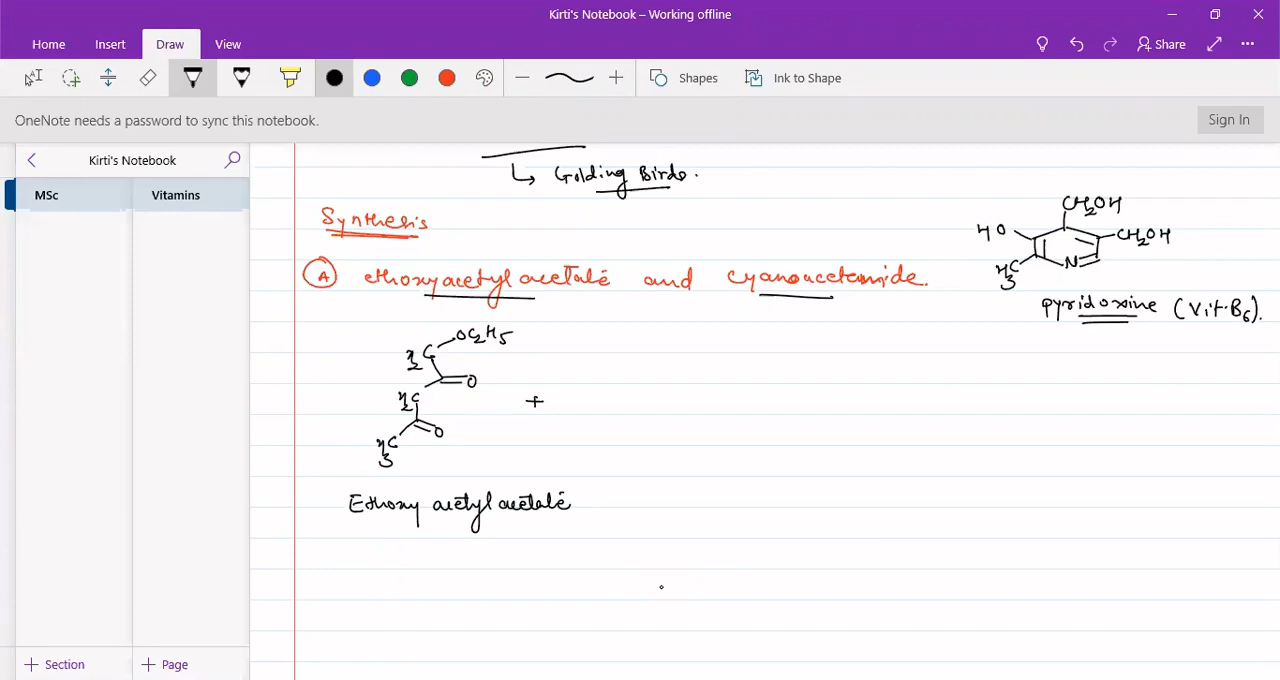 Kirti's Notebook – Working offline
Home Insert Draw View
Share
Shapes Ink to Shape
OneNote needs a password to sync this notebook.
Sign In
Kirti's Notebook
MSc Vitamins
Golding Birds.
Synthesis
A ethoxyacetyl acetate and cyanoacetamide.
CH2OH
HO
CH2OH
H3C
N
Pyridoxine (Vit.B6).
OC2H5
H2C
O
H2C
+
O
H3C
Ethoxy acetyl acetate
+ Section + Page